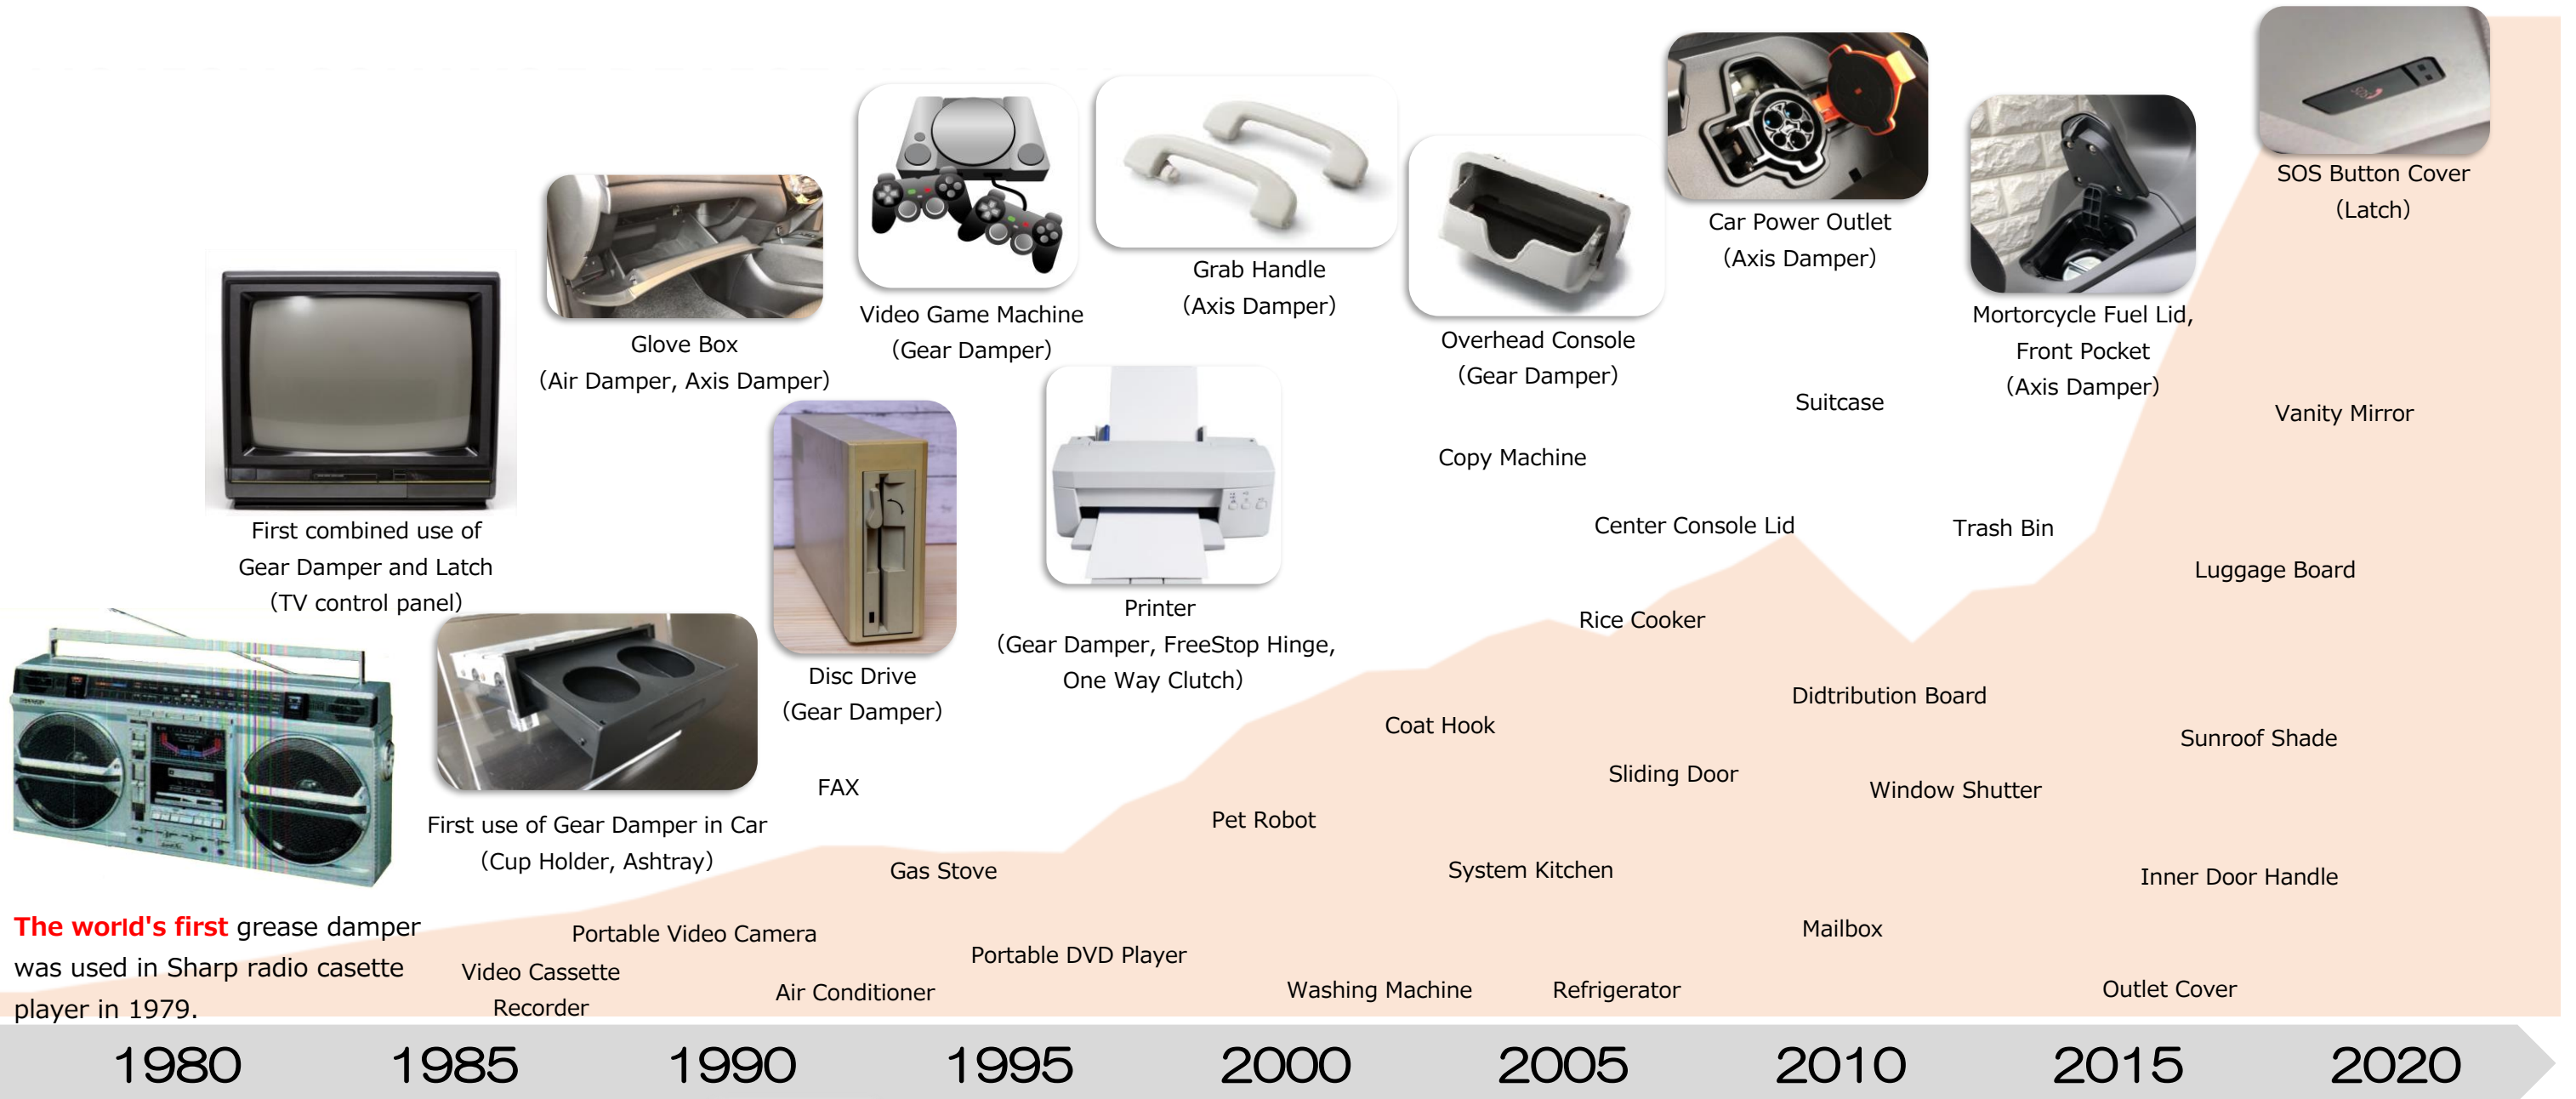 First combined use of
Gear Damper and Latch
（TV control panel）
The world's first grease damper
was used in Sharp radio casette
player in 1979.
First use of Gear Damper in Car
（Cup Holder, Ashtray）
Glove Box
（Air Damper, Axis Damper）
Video Game Machine
（Gear Damper）
Disc Drive
（Gear Damper）
Grab Handle
（Axis Damper）
Printer
（Gear Damper, FreeStop Hinge,
One Way Clutch）
Overhead Console
（Gear Damper）
Car Power Outlet
（Axis Damper）
Mortorcycle Fuel Lid,
Front Pocket
（Axis Damper）
SOS
SOS Button Cover
（Latch）
Suitcase
Vanity Mirror
Copy Machine
Center Console Lid
Trash Bin
Luggage Board
Rice Cooker
Didtribution Board
Coat Hook
Sunroof Shade
Sliding Door
FAX
Window Shutter
Pet Robot
Gas Stove
System Kitchen
Inner Door Handle
Portable Video Camera
Mailbox
Portable DVD Player
Video Cassette
Recorder
Air Conditioner
Washing Machine
Refrigerator
Outlet Cover
1980
1985
1990
1995
2000
2005
2010
2015
2020